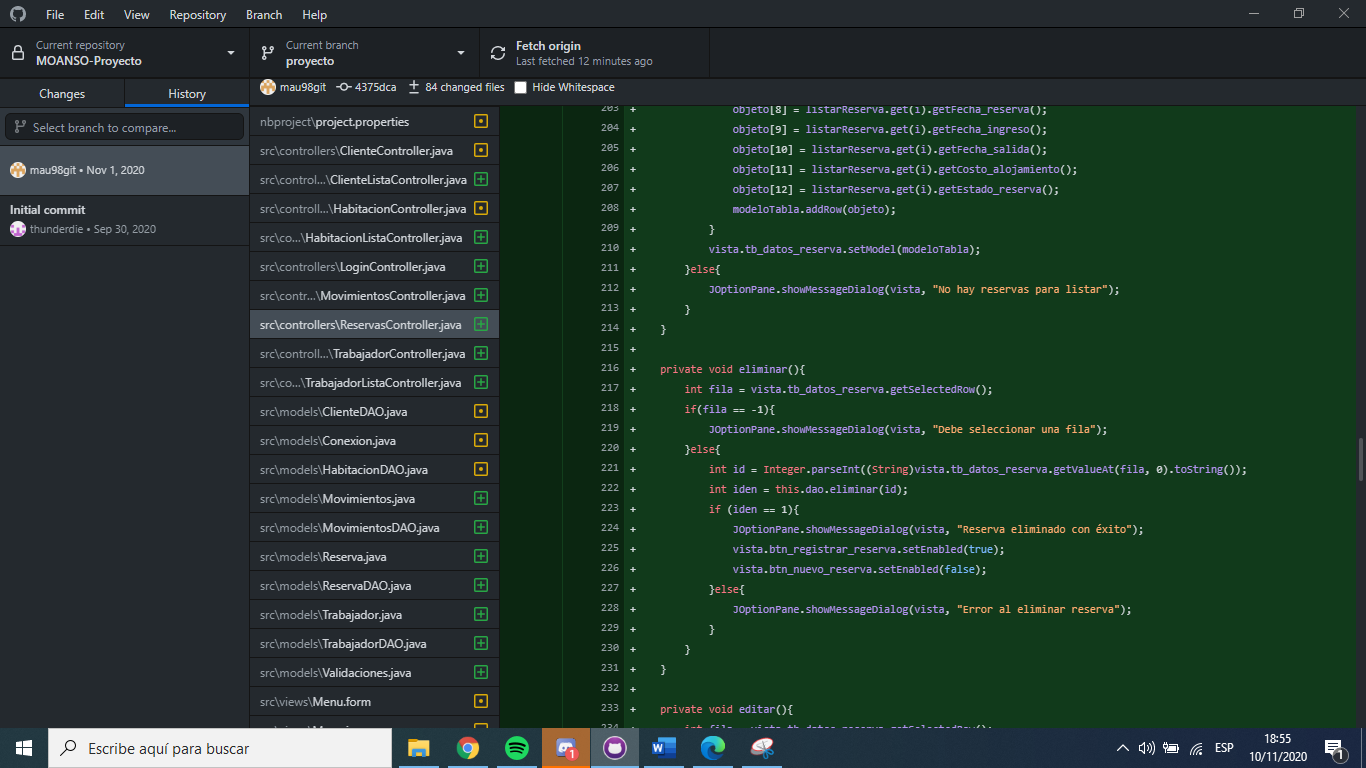 File Edit View Repository Branch Help
Current repository
MOANSO-Proyecto
Current branch
proyecto
Fetch origin
Last fetched 12 minutes ago
Changes
History
Select branch to compare...
mau98git • Nov 1, 2020
Initial commit
thunderdie • Sep 30, 2020
mau98git 4375dca 84 changed files Hide Whitespace
nbproject\project.properties
src\controllers\ClienteController.java
src\control...\ClienteListaController.java
src\controll...\HabitacionController.java
src\co...\HabitacionListaController.java
src\controllers\LoginController.java
src\contr...\MovimientosController.java
src\controllers\ReservasController.java
src\controll...\TrabajadorController.java
src\co...\TrabajadorListaController.java
src\models\ClienteDAO.java
src\models\Conexion.java
src\models\HabitacionDAO.java
src\models\Movimientos.java
src\models\MovimientosDAO.java
src\models\Reserva.java
src\models\ReservaDAO.java
src\models\Trabajador.java
src\models\TrabajadorDAO.java
src\models\Validaciones.java
src\views\Menu.form
203 + objeto[8] = listarReserva.get(i).getFecha_reserva();
204 + objeto[9] = listarReserva.get(i).getFecha_ingreso();
205 + objeto[10] = listarReserva.get(i).getFecha_salida();
206 + objeto[11] = listarReserva.get(i).getCosto_alojamiento();
207 + objeto[12] = listarReserva.get(i).getEstado_reserva();
208 + modeloTabla.addRow(objeto);
209 + }
210 + vista.tb_datos_reserva.setModel(modeloTabla);
211 + }else{
212 + JOptionPane.showMessageDialog(vista, "No hay reservas para listar");
213 + }
214 + }
215 +
216 + private void eliminar(){
217 + int fila = vista.tb_datos_reserva.getSelectedRow();
218 + if(fila == -1){
219 + JOptionPane.showMessageDialog(vista, "Debe seleccionar una fila");
220 + }else{
221 + int id = Integer.parseInt((String)vista.tb_datos_reserva.getValueAt(fila, 0).toString());
222 + int iden = this.dao.eliminar(id);
223 + if (iden == 1){
224 + JOptionPane.showMessageDialog(vista, "Reserva eliminado con éxito");
225 + vista.btn_registrar_reserva.setEnabled(true);
226 + vista.btn_nuevo_reserva.setEnabled(false);
227 + }else{
228 + JOptionPane.showMessageDialog(vista, "Error al eliminar reserva");
229 + }
230 + }
231 + }
232 +
233 + private void editar(){
234 + int fila = vista.tb_datos_reserva.getSelectedRow();
Escribe aquí para buscar
1
ESP
18:55
10/11/2020
1